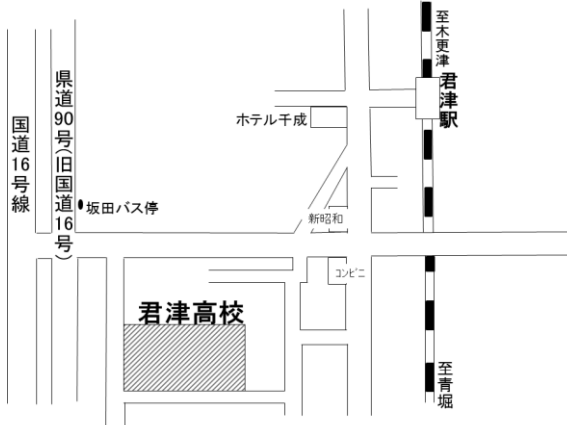 至木更津
君津駅
県道90号(旧国道16号)
国道16号線
ホテル千成
坂田バス停
新昭和
コンビニ
君津高校
至青堀